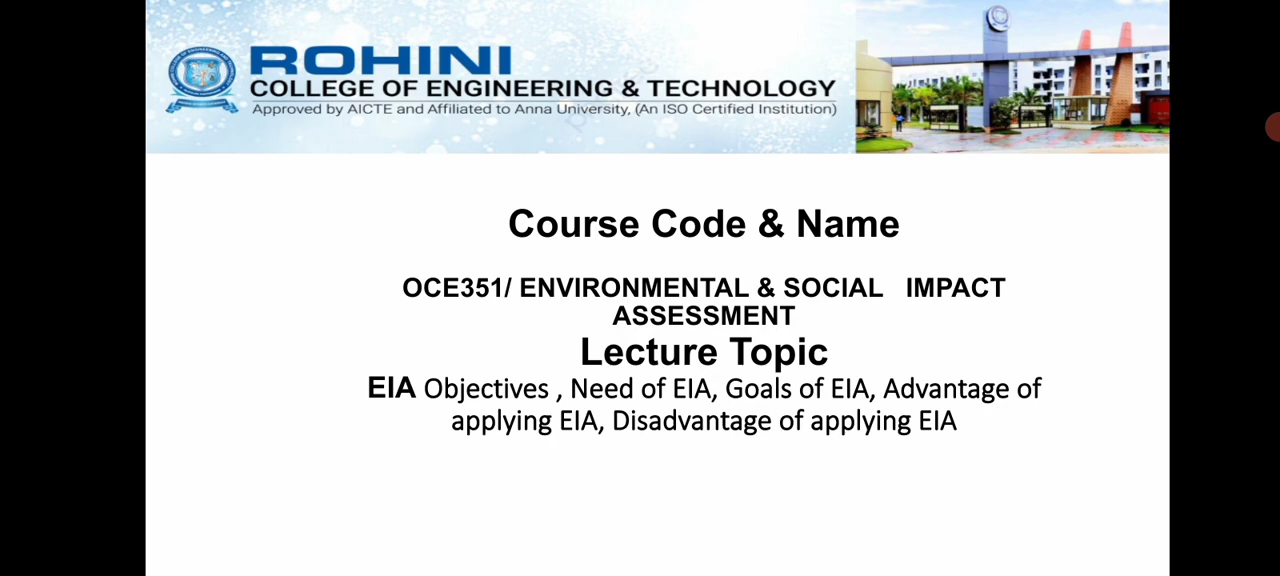 ROHINI
COLLEGE OF ENGINEERING & TECHNOLOGY
Approved by AICTE and Affiliated to Anna University, (An ISO Certified Institution)
Course Code & Name
OCE351/ ENVIRONMENTAL & SOCIAL IMPACT
ASSESSMENT
Lecture Topic
EIA Objectives , Need of EIA, Goals of EIA, Advantage of
applying EIA, Disadvantage of applying EIA